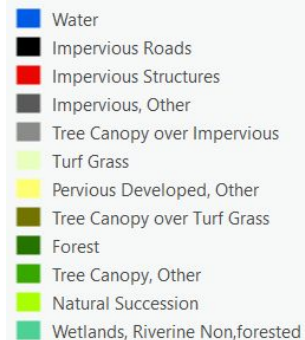 Water
Impervious Roads
Impervious Structures
Impervious, Other
Tree Canopy over Impervious
Turf Grass
Pervious Developed, Other
Tree Canopy over Turf Grass
Forest
Tree Canopy, Other
Natural Succession
Wetlands, Riverine Non,forested